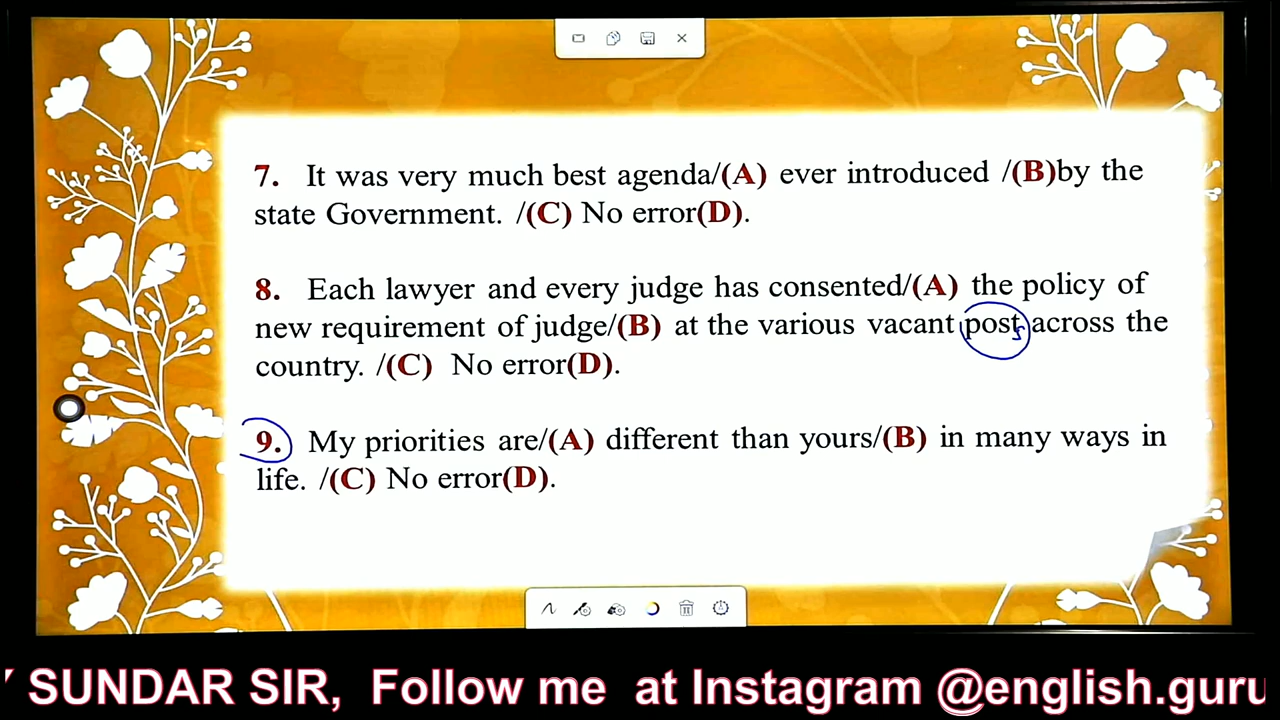 7. It was very much best agenda/(A) ever introduced /(B)by the
state Government. /(C) No error(D).
8. Each lawyer and every judge has consented/(A) the policy of
new requirement of judge/(B) at the various vacant posts across the
country. /(C) No error(D).
9. My priorities are/(A) different than yours/(B) in many ways in
life. /(C) No error(D).
SUNDAR SIR, Follow me at Instagram @english.guru